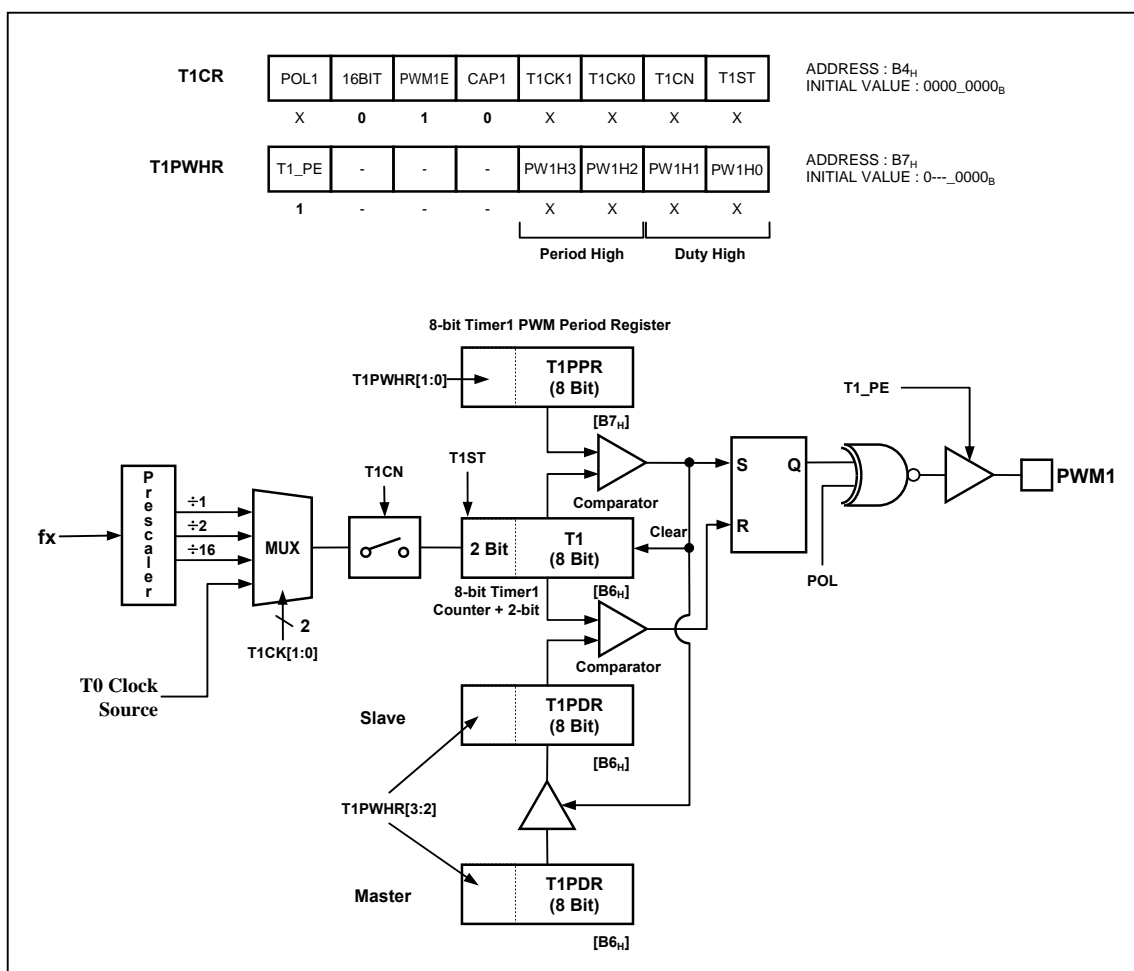 T1CR POL1 16BIT PWM1E CAP1 T1CK1 T1CK0 T1CN T1ST
ADDRESS : B4H
INITIAL VALUE : 0000_0000B
X 0 1 0 X X X X
T1PWHR T1_PE - - - PW1H3 PW1H2 PW1H1 PW1H0
ADDRESS : B7H
INITIAL VALUE : 0---_0000B
1 - - - X X X X
Period High Duty High
8-bit Timer1 PWM Period Register
T1PWHR[1:0]
T1PPR
(8 Bit)
[B7H]
T1_PE
fx
Prescaler
÷1
÷2
÷16
MUX
2
T1CK[1:0]
T0 Clock
Source
T1CN
T1ST
2 Bit
T1
(8 Bit)
[B6H]
8-bit Timer1
Counter + 2-bit
Comparator
Clear
S Q
R
POL
PWM1
Comparator
Slave
T1PDR
(8 Bit)
[B6H]
T1PWHR[3:2]
Master
T1PDR
(8 Bit)
[B6H]